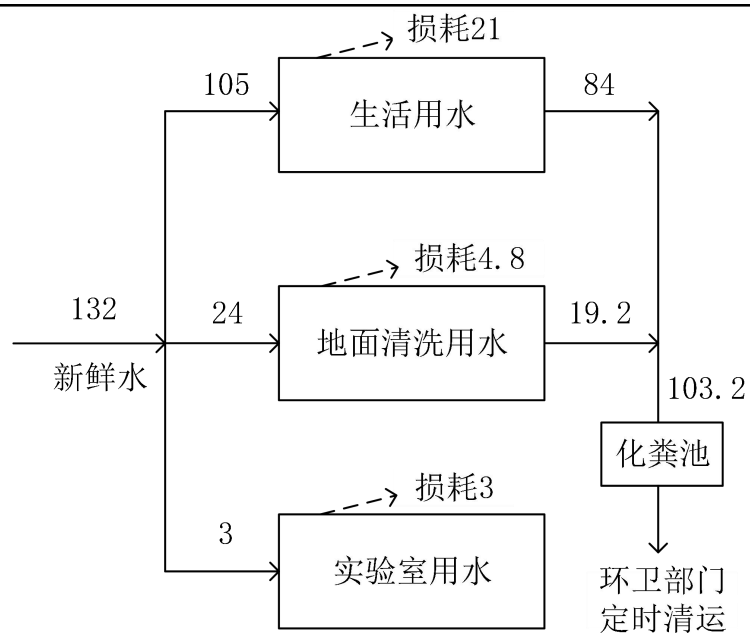 损耗21
105
生活用水
84
损耗4.8
132
新鲜水
24
地面清洗用水
19.2
103.2
化粪池
损耗3
3
实验室用水
环卫部门
定时清运